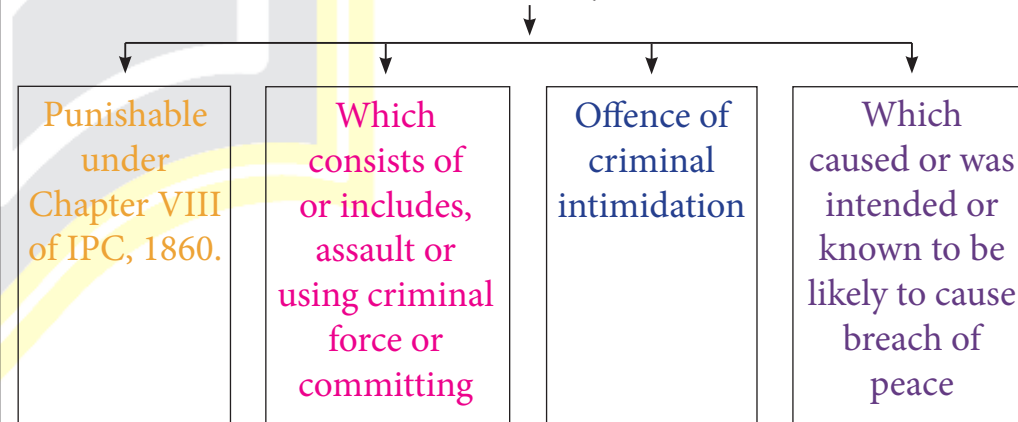 Punishable
under
Chapter VIII
of IPC, 1860.
Which
consists of
or includes,
assault or
using criminal
force or
committing
Offence of
criminal
intimidation
Which
caused or was
intended or
known to be
likely to cause
breach of
peace